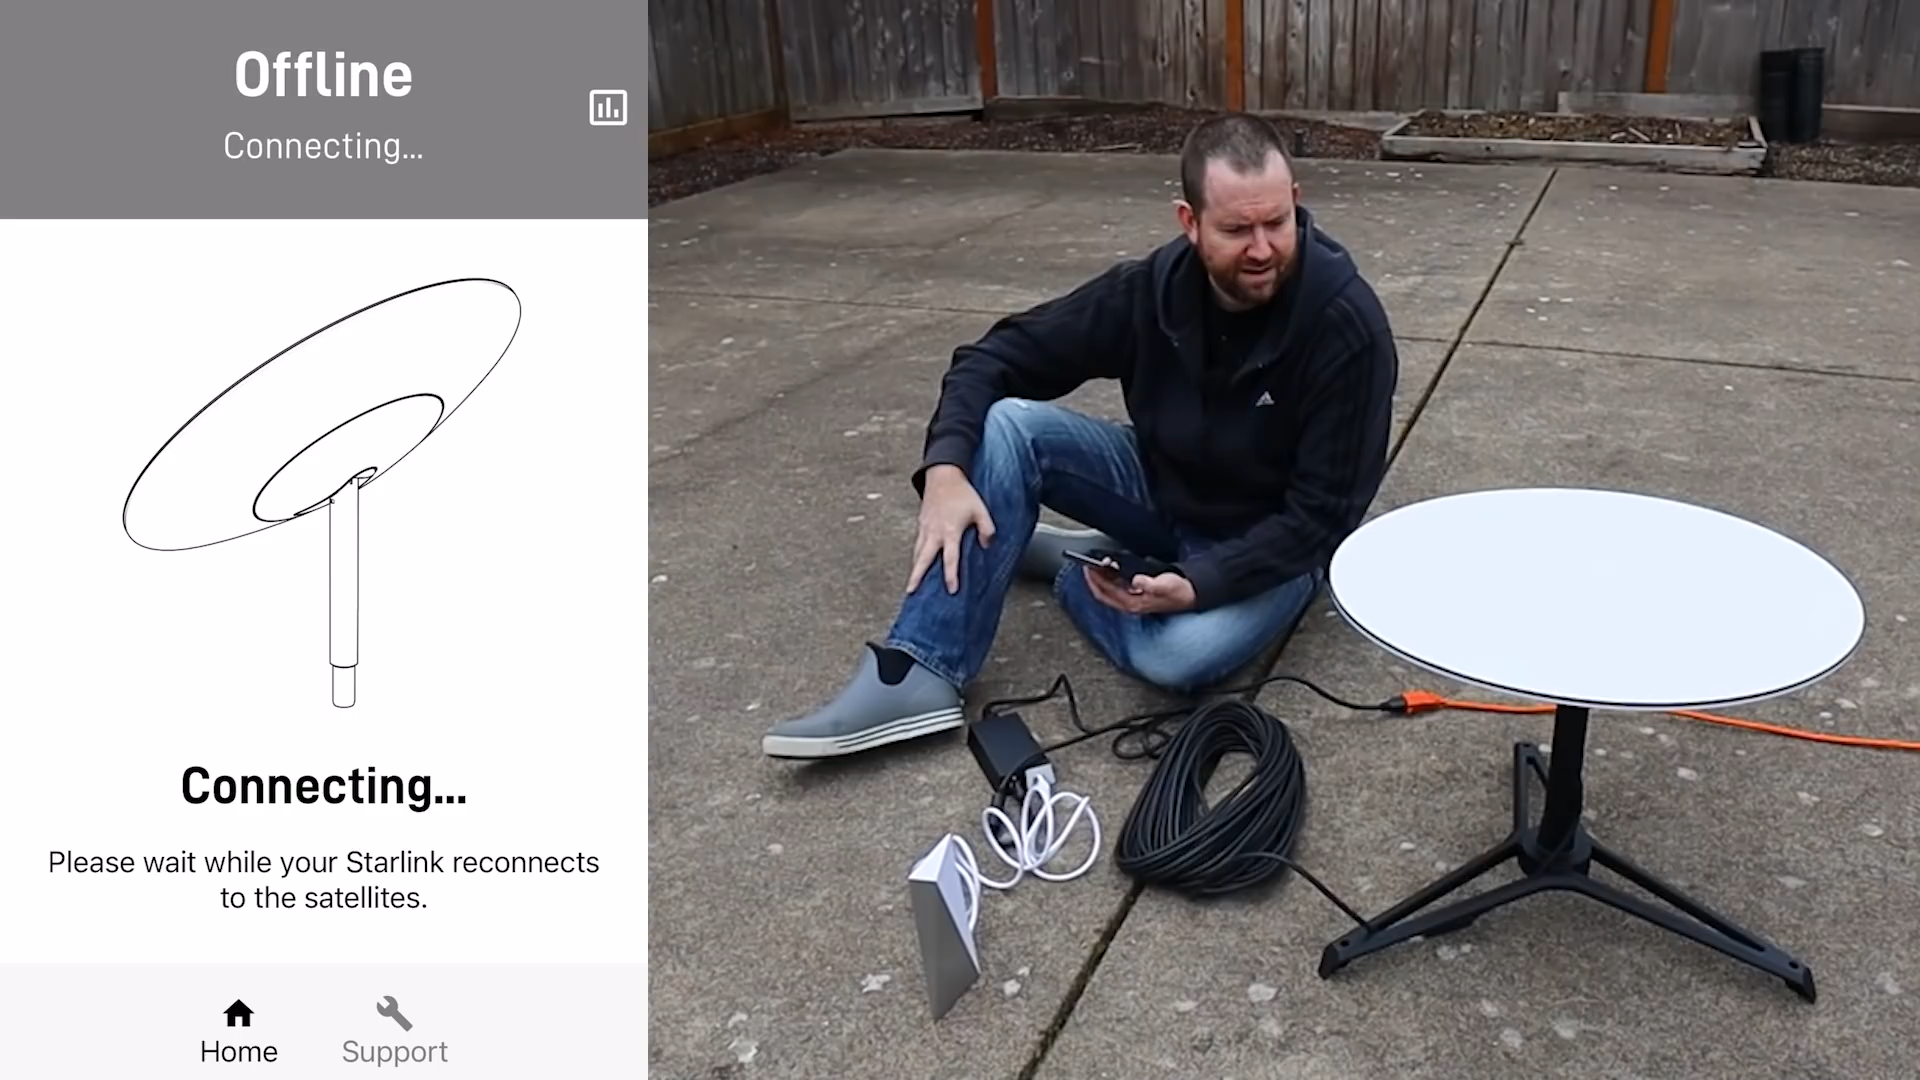 Offline
Connecting...
Connecting...
Please wait while your Starlink reconnects
to the satellites.
Home
Support